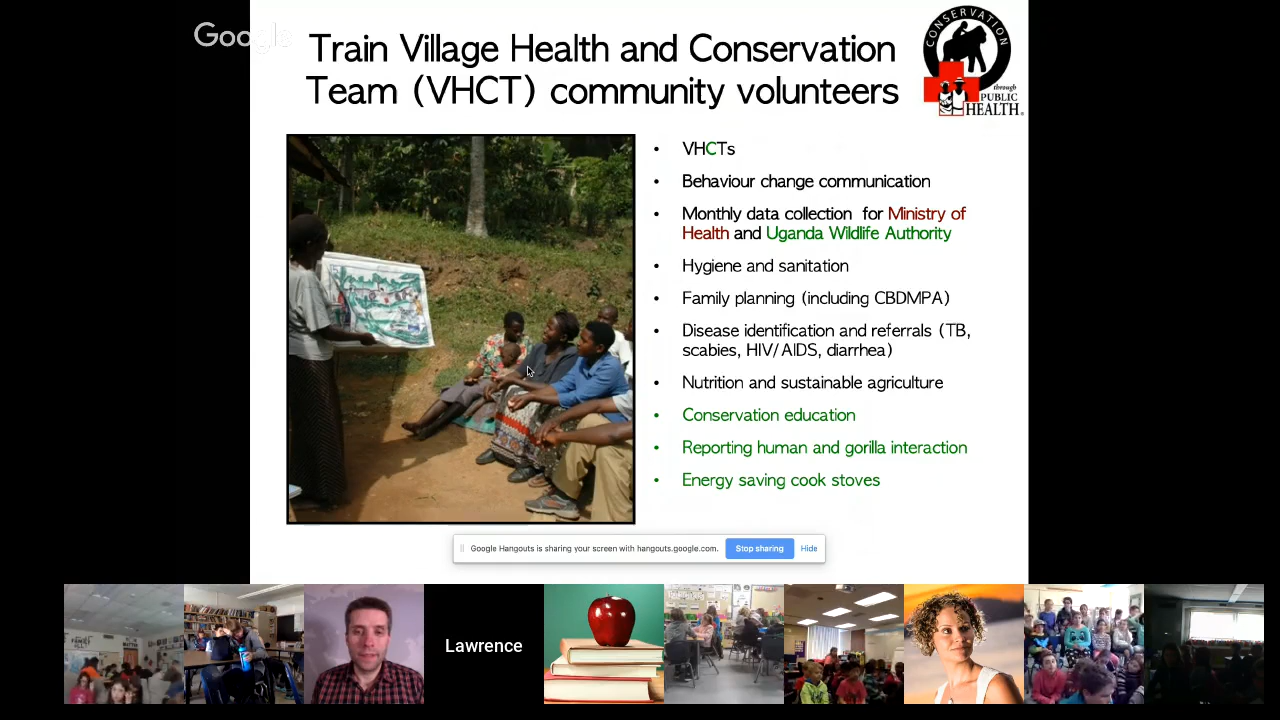 Google
Train Village Health and Conservation
Team (VHCT) community volunteers
CONSERVATION
through
PUBLIC
HEALTH®
• VHCTs
• Behaviour change communication
• Monthly data collection for Ministry of
Health and Uganda Wildlife Authority
• Hygiene and sanitation
• Family planning (including CBDMPA)
• Disease identification and referrals (TB,
scabies, HIV/AIDS, diarrhea)
• Nutrition and sustainable agriculture
• Conservation education
• Reporting human and gorilla interaction
• Energy saving cook stoves
Google Hangouts is sharing your screen with hangouts.google.com.
Stop sharing
Hide
Lawrence